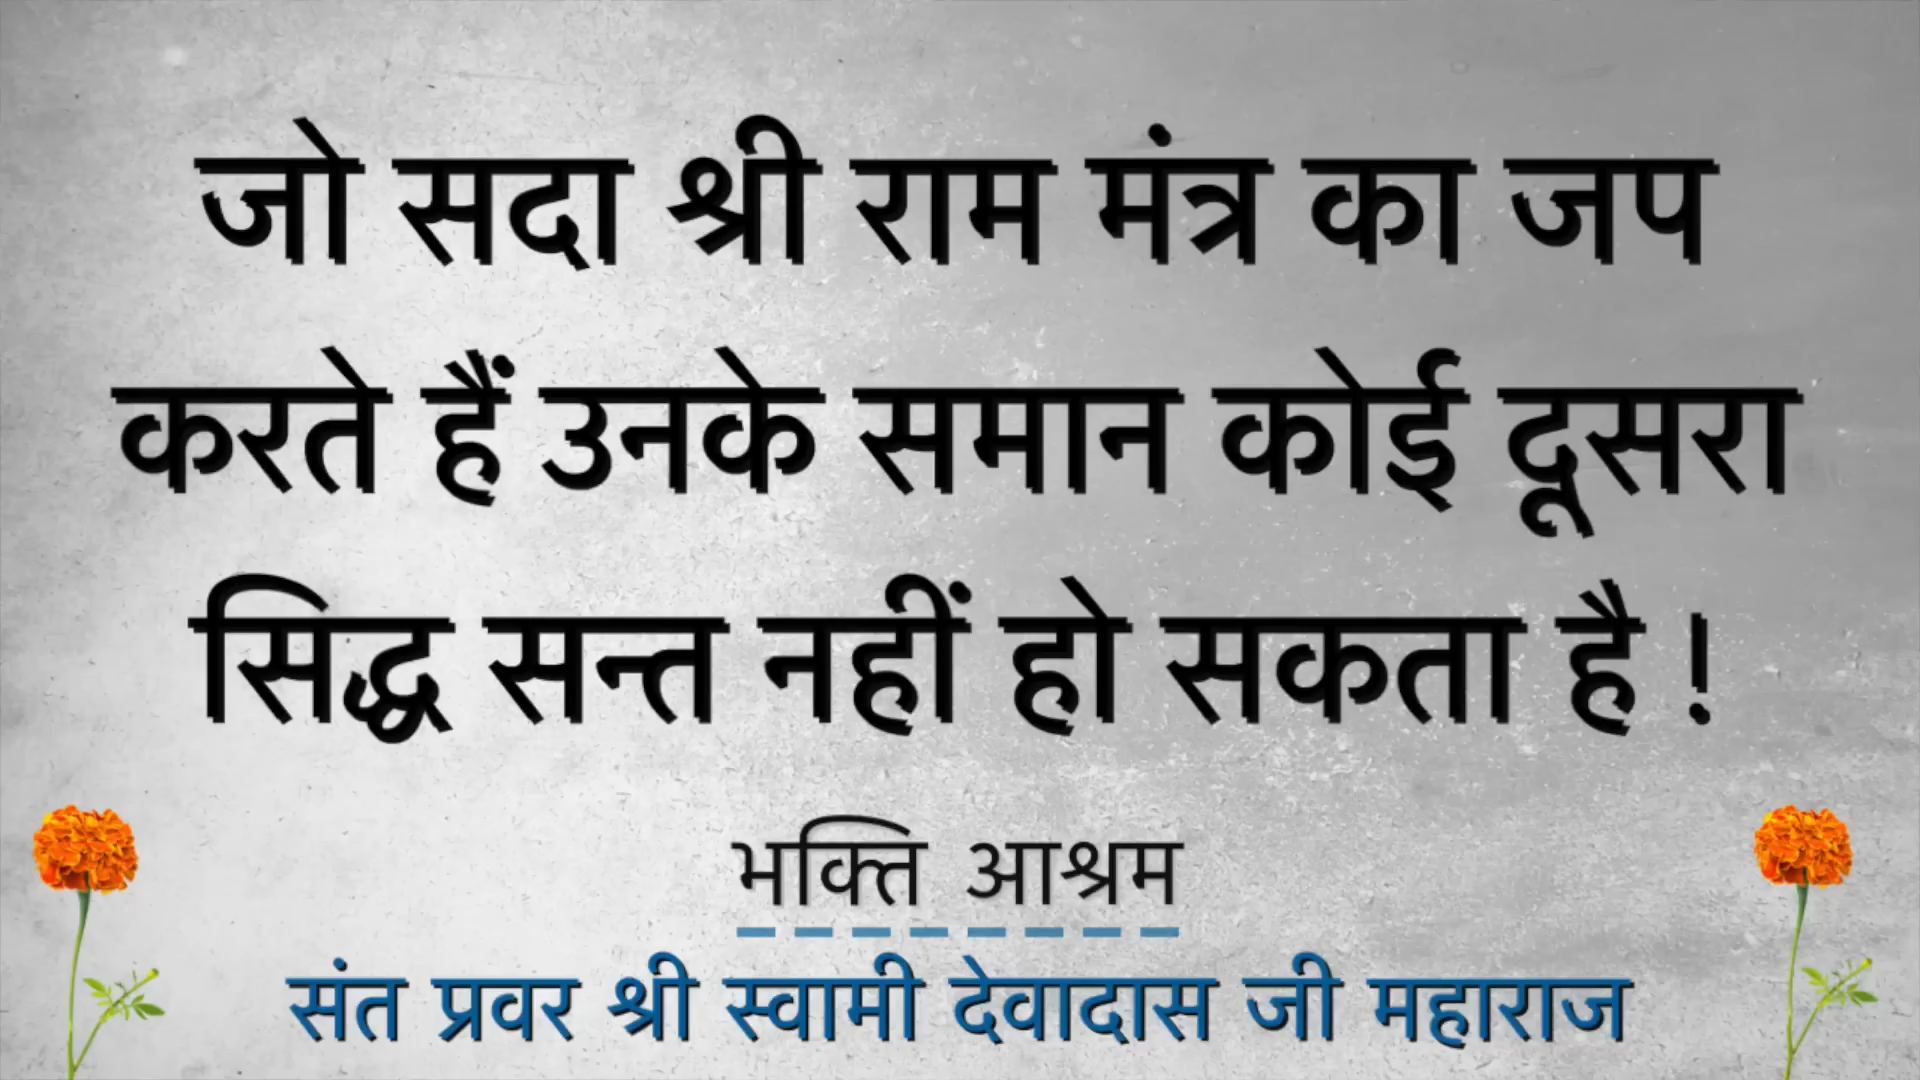 जो सदा श्री राम मंत्र का जप
करते हैं उनके समान कोई दूसरा
सिद्ध सन्त नहीं हो सकता है !
भक्ति आश्रम
संत प्रवर श्री स्वामी देवादास जी महाराज